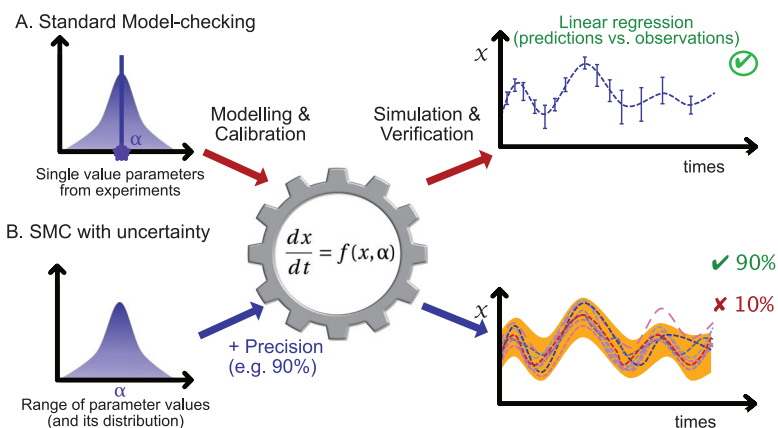 A. Standard Model-checking
α
Single value parameters
from experiments
Modelling &
Calibration
Simulation &
Verification
Linear regression
(predictions vs. observations)
x
✔
times
dx
dt
= f(x,α)
B. SMC with uncertainty
α
Range of parameter values
(and its distribution)
+ Precision
(e.g. 90%)
✔ 90%
✘ 10%
x
times